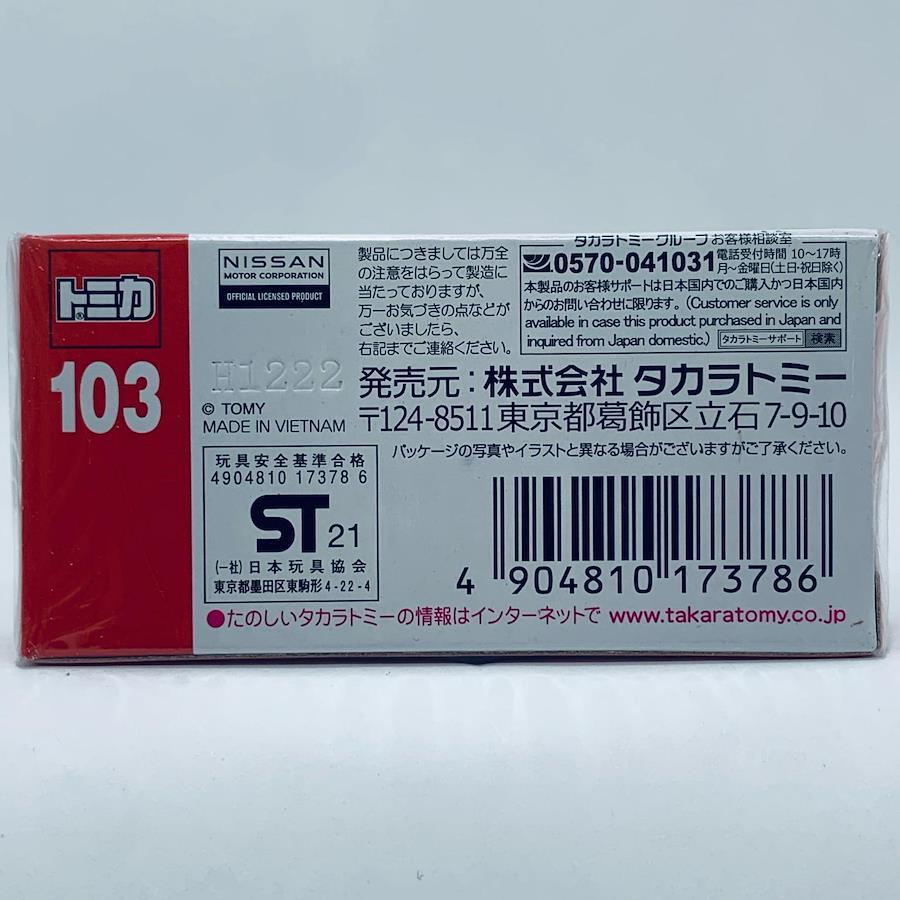 トミカ®
103
NISSAN
MOTOR CORPORATION
OFFICIAL LICENSED PRODUCT
製品につきましては万全
の注意をはらって製造に
当たっておりますが、
万一お気づきの点などが
ございましたら、
右記までご連絡ください。
タカラトミーグループ お客様相談室
0570-041031 電話受付時間 10〜17時
月〜金曜日(土日・祝日除く)
本製品のお客様サポートは日本国内でのご購入かつ日本国内
からのお問い合わせに限ります。(Customer service is only
available in case this product purchased in Japan and
inquired from Japan domestic.) タカラトミーサポート 検索
H1222
© TOMY
MADE IN VIETNAM
発売元:株式会社 タカラトミー
〒124-8511東京都葛飾区立石7-9-10
パッケージの写真やイラストと異なる場合がございますがご了承ください。
玩具安全基準合格
4904810 17378 6
ST 21
(一社)日本玩具協会
東京都墨田区東駒形4-22-4
4 904810 173786
●たのしいタカラトミーの情報はインターネットで www.takaratomy.co.jp